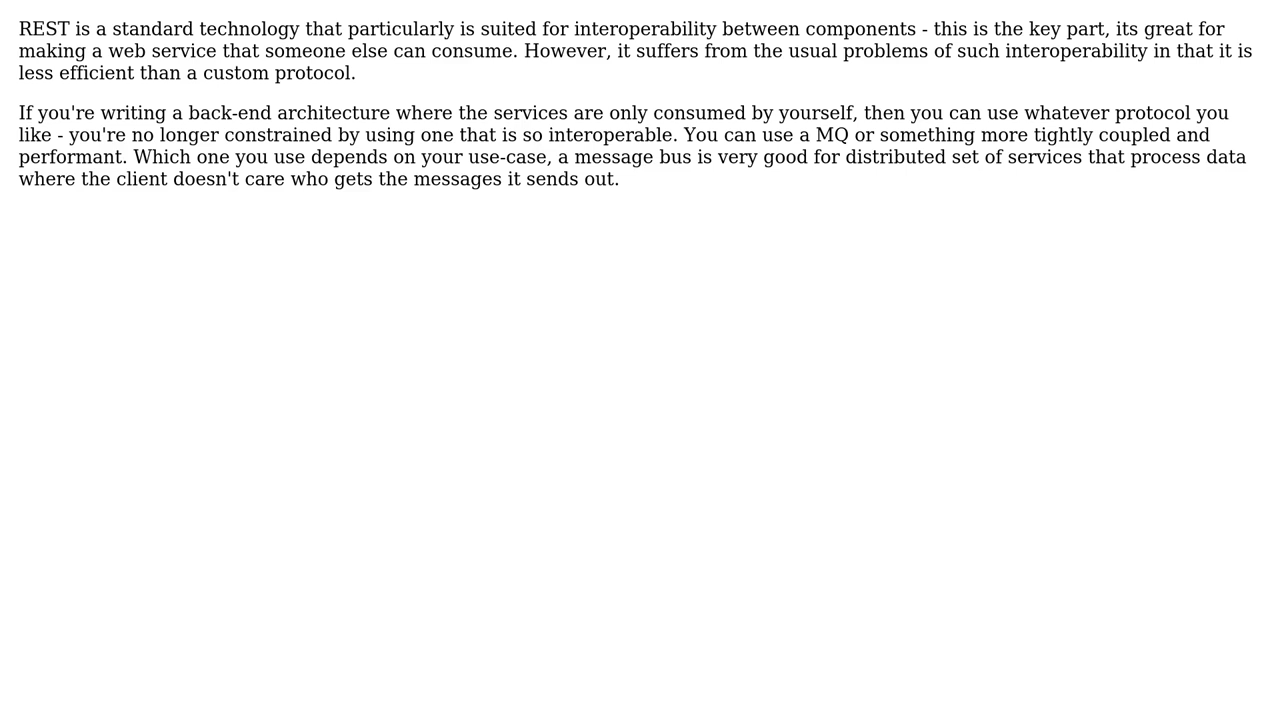 REST is a standard technology that particularly is suited for interoperability between components - this is the key part, its great for
making a web service that someone else can consume. However, it suffers from the usual problems of such interoperability in that it is
less efficient than a custom protocol.
If you're writing a back-end architecture where the services are only consumed by yourself, then you can use whatever protocol you
like - you're no longer constrained by using one that is so interoperable. You can use a MQ or something more tightly coupled and
performant. Which one you use depends on your use-case, a message bus is very good for distributed set of services that process data
where the client doesn't care who gets the messages it sends out.